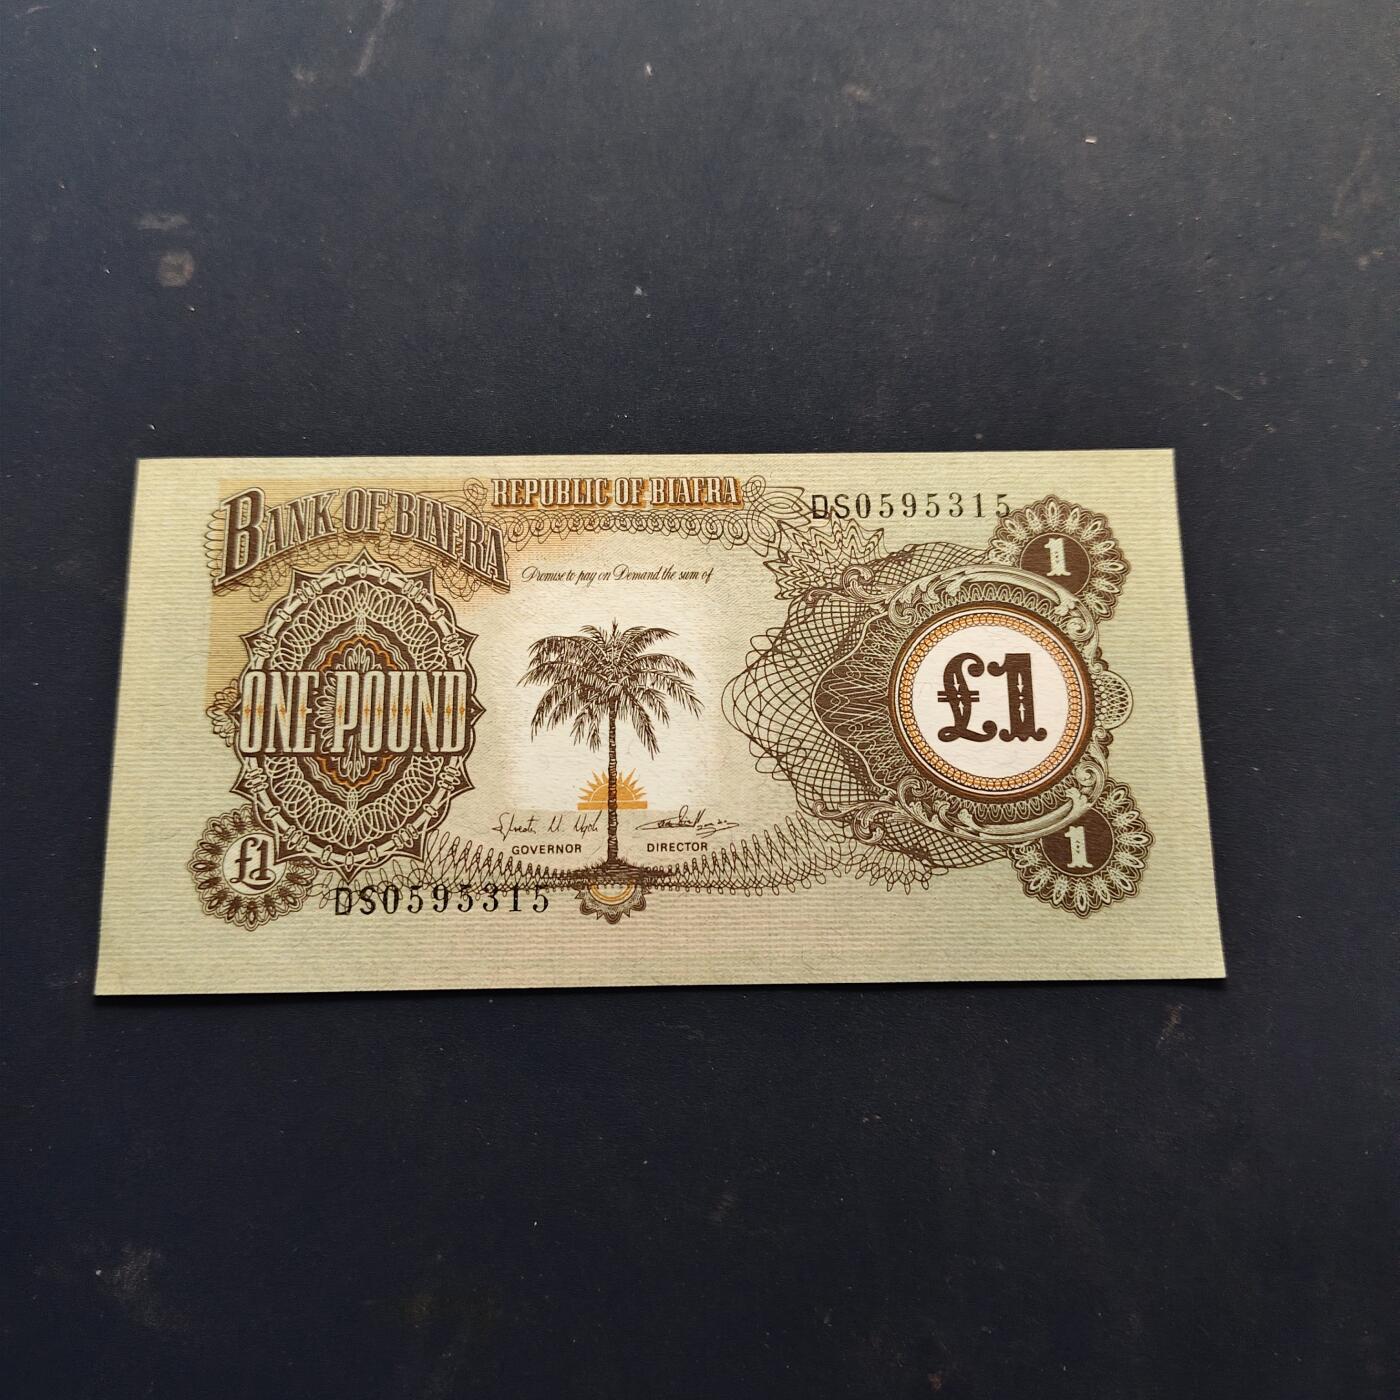 BANK OF BIAFRA
REPUBLIC OF BIAFRA
DS0595315
1
Promise to pay on Demand the sum of
ONE POUND
£1
GOVERNOR
DIRECTOR
1
£1
DS0595315